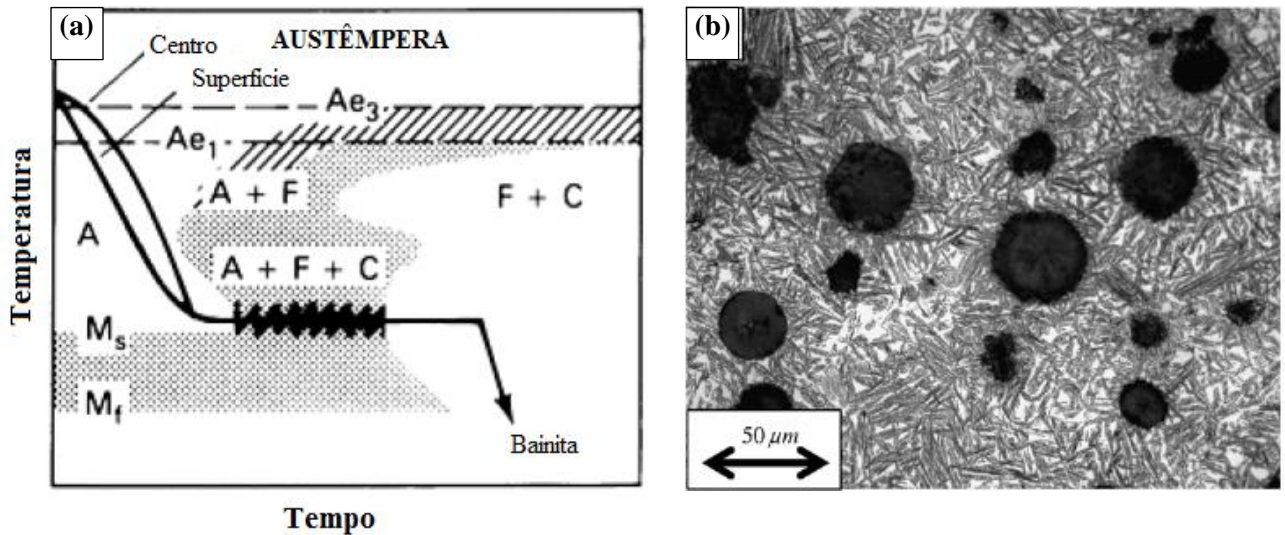 (a)
AUSTÊMPERA
Centro
Superfície
Ae3
Ae1
A + F
F + C
A
A + F + C
Ms
Mf
Bainita
Temperatura
Tempo
(b)
50 μm